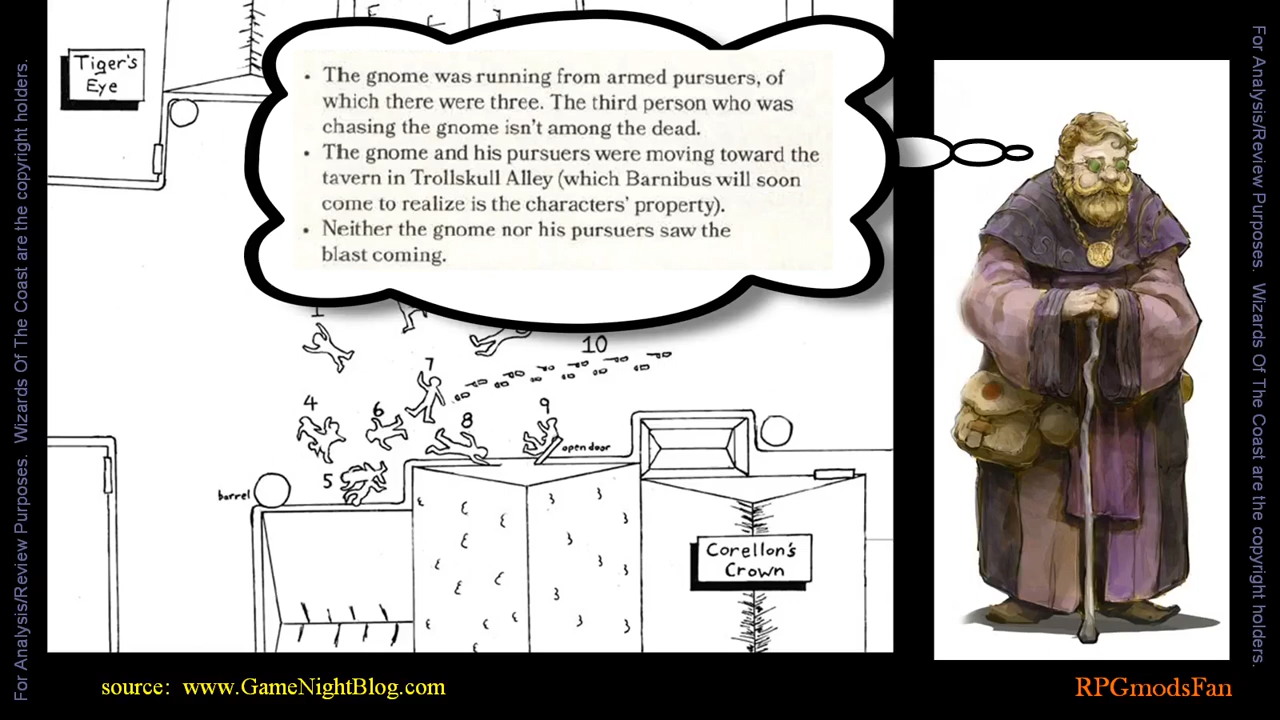 Tiger's
Eye
• The gnome was running from armed pursuers, of
which there were three. The third person who was
chasing the gnome isn't among the dead.
• The gnome and his pursuers were moving toward the
tavern in Trollskull Alley (which Barnibus will soon
come to realize is the characters' property).
• Neither the gnome nor his pursuers saw the
blast coming.
10
7
4
6
9
8
open door
5
barrel
Corellon's
Crown
For Analysis/Review Purposes. Wizards Of The Coast are the copyright holders.
For Analysis/Review Purposes. Wizards Of The Coast are the copyright holders.
source: www.GameNightBlog.com
RPGmodsFan